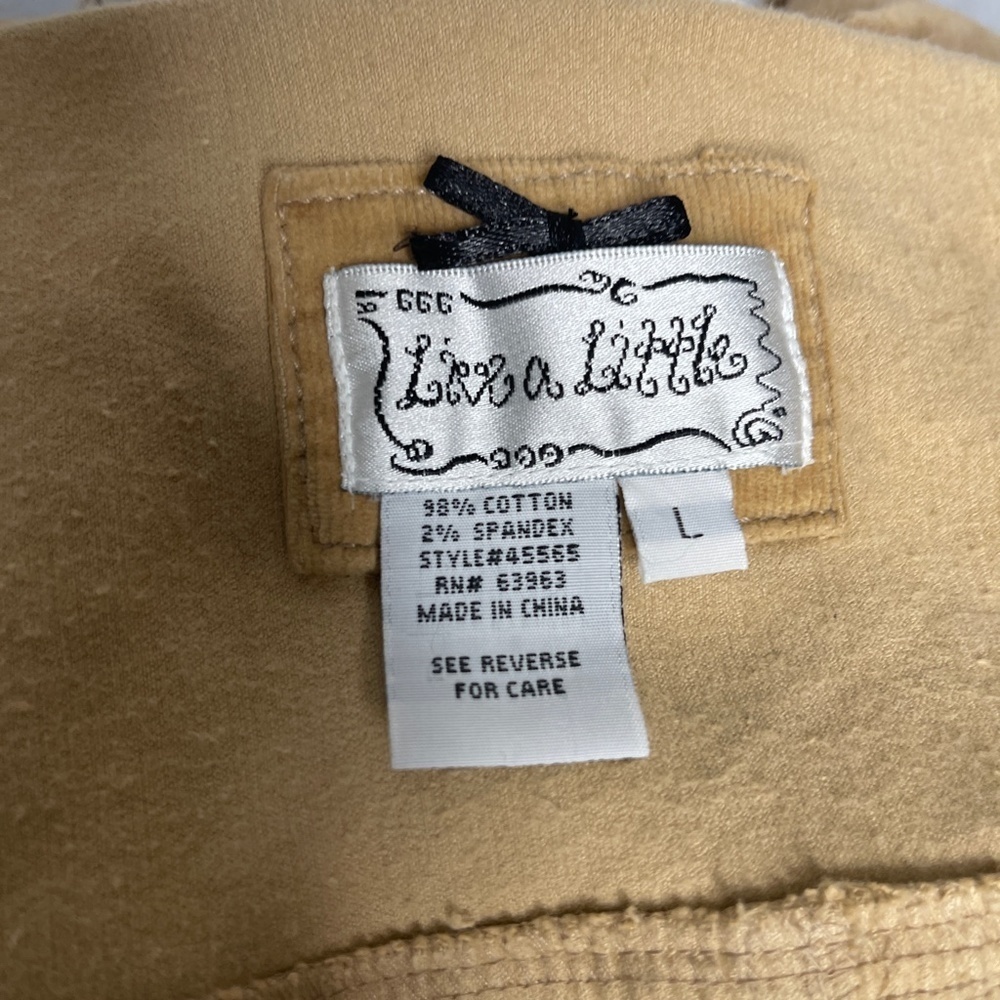 Live a Little
98% COTTON
2% SPANDEX
STYLE#45565
RN# 63963
MADE IN CHINA
SEE REVERSE
FOR CARE
L